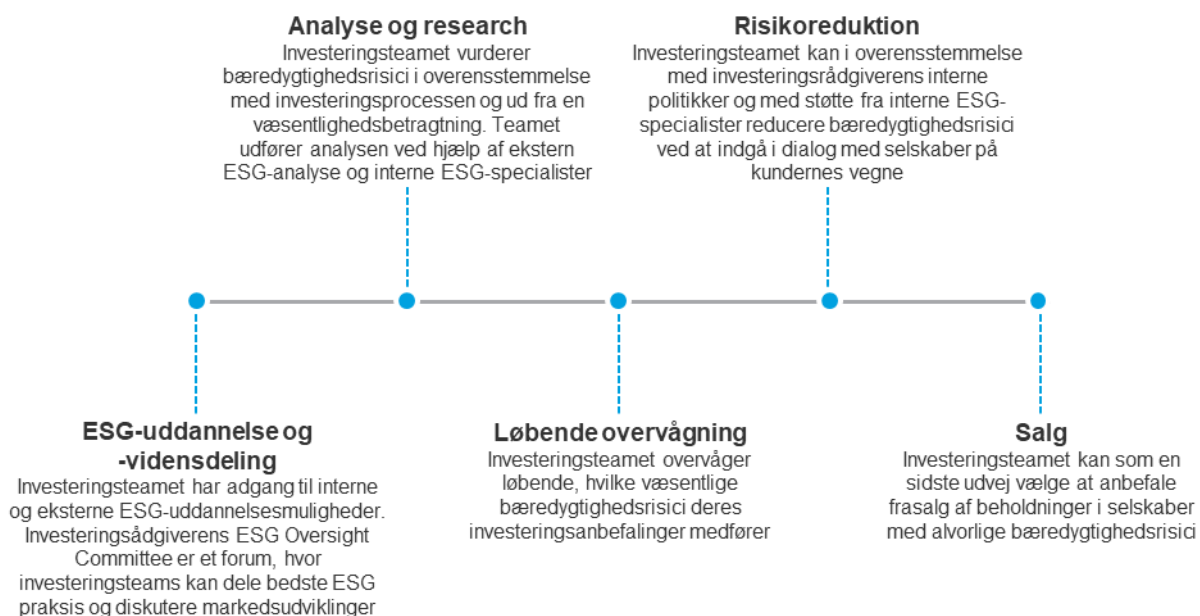 Analyse og research
Investeringsteamet vurderer
bæredygtighedsrisici i overensstemmelse
med investeringsprocessen og ud fra en
væsentlighedsbetragtning. Teamet
udfører analysen ved hjælp af ekstern
ESG-analyse og interne ESG-specialister
Risikoreduktion
Investeringsteamet kan i overensstemmelse
med investeringsrådgiverens interne
politikker og med støtte fra interne ESG-
specialister reducere bæredygtighedsrisici
ved at indgå i dialog med selskaber på
kundernes vegne
ESG-uddannelse og
-vidensdeling
Investeringsteamet har adgang til interne
og eksterne ESG-uddannelsesmuligheder.
Investeringsådgiverens ESG Oversight
Committee er et forum, hvor
investeringsteams kan dele bedste ESG
praksis og diskutere markedsudviklinger
Løbende overvågning
Investeringsteamet overvåger
løbende, hvilke væsentlige
bæredygtighedsrisici deres
investeringsanbefalinger medfører
Salg
Investeringsteamet kan som en
sidste udvej vælge at anbefale
frasalg af beholdninger i selskaber
med alvorlige bæredygtighedsrisici